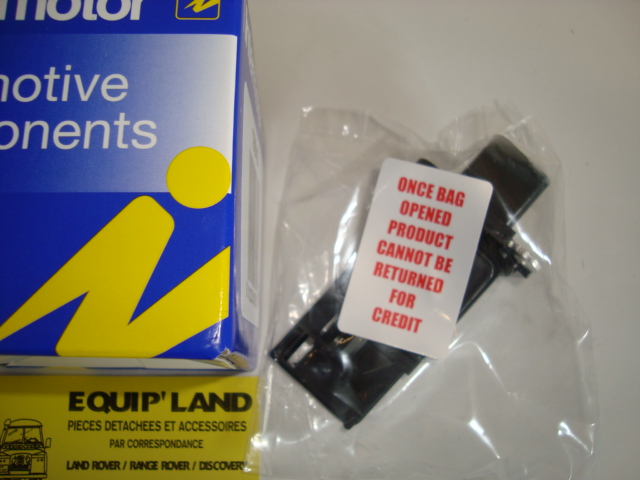 motor
motive
onents
ONCE BAG
OPENED
PRODUCT
CANNOT BE
RETURNED
FOR
CREDIT
EQUIP'LAND
PIECES DETACHEES ET ACCESSOIRES
PAR CORRESPONDANCE
LAND ROVER / RANGE ROVER / DISCOVERY